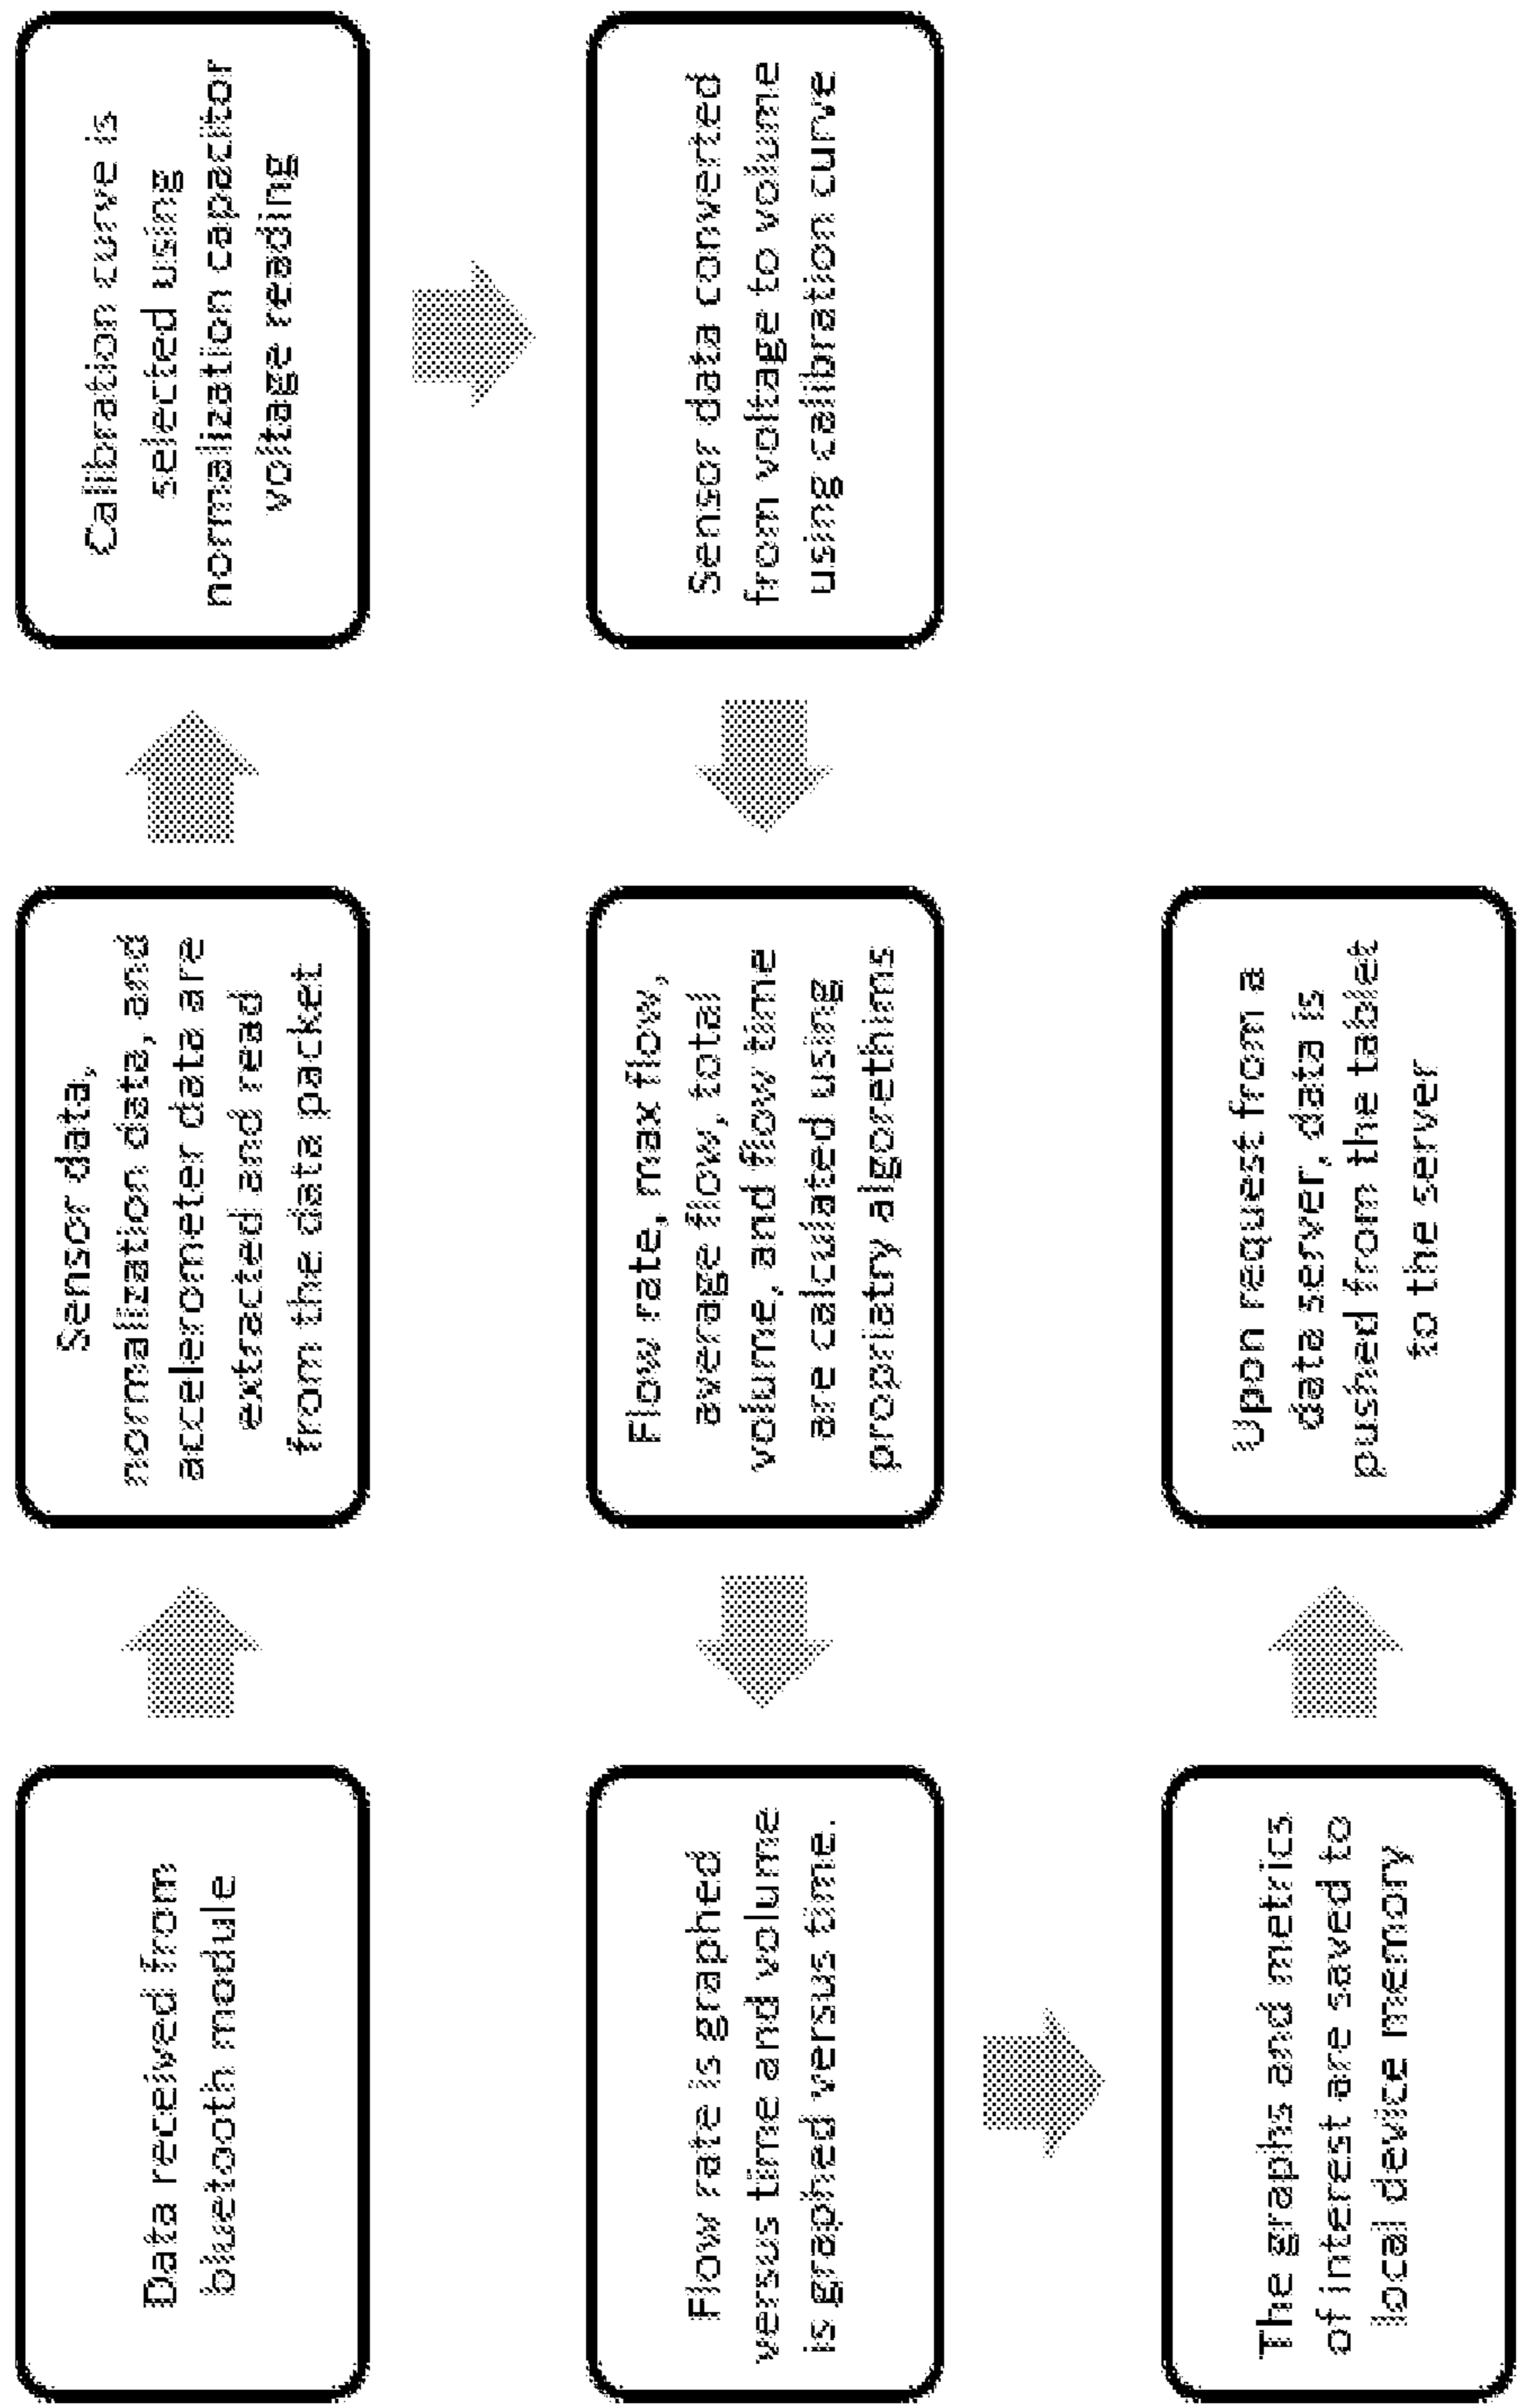 Data received from
bluetooth module
Sensor data,
normalization data, and
accelerometer data are
extracted and read
from the data packet
Calibration curve is
selected using
normalization capacitor
voltage reading
Sensor data converted
from voltage to volume
using calibration curve
Flow rate, max flow,
average flow, total
volume, and flow time
are calculated using
propriatry algorethims
Flow rate is graphed
versus time and volume
is graphed versus time.
The graphs and metrics
of interest are saved to
local device memory
Upon request from a
data server, data is
pushed from the tablet
to the server